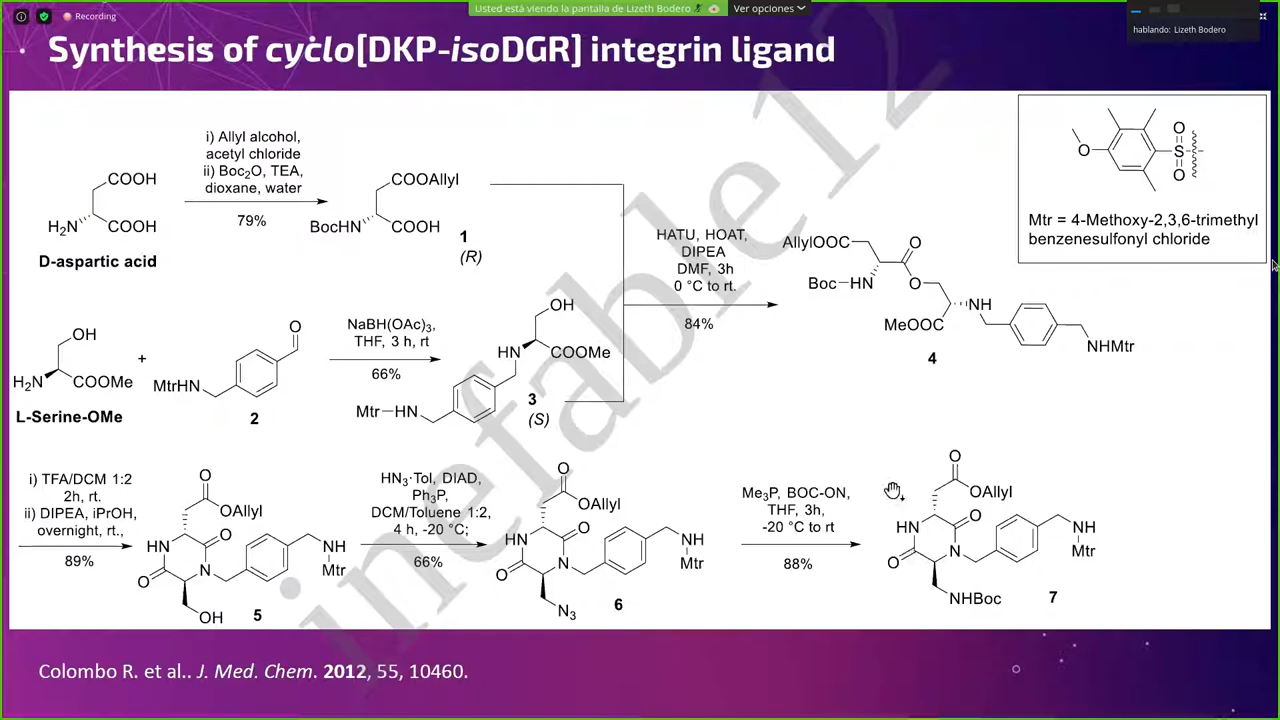 Recording
Usted está viendo la pantalla de Lizeth Bodero
Ver opciones
hablando: Lizeth Bodero
Synthesis of cyclo[DKP-isoDGR] integrin ligand
COOH
H2N
COOH
D-aspartic acid
i) Allyl alcohol,
acetyl chloride
ii) Boc2O, TEA,
dioxane, water
79%
COOAllyl
BocHN
COOH
1
(R)
OH
H2N
COOMe
L-Serine-OMe
+
O
MtrHN
2
NaBH(OAc)3,
THF, 3 h, rt
66%
OH
HN
COOMe
Mtr-HN
3
(S)
HATU, HOAT,
DIPEA
DMF, 3h
0 °C to rt.
84%
AllylOOC
O
Boc-HN
O
NH
MeOOC
NHMtr
4
O
O
S
O
Mtr = 4-Methoxy-2,3,6-trimethyl
benzenesulfonyl chloride
i) TFA/DCM 1:2
2h, rt.
ii) DIPEA, iPrOH,
overnight, rt.,
89%
O
OAllyl
HN
O
O
N
NH
Mtr
OH
5
HN3·Tol, DIAD,
Ph3P,
DCM/Toluene 1:2,
4 h, -20 °C;
66%
O
OAllyl
HN
O
O
N
NH
Mtr
N3
6
Me3P, BOC-ON,
THF, 3h,
-20 °C to rt
88%
O
OAllyl
HN
O
O
N
NH
Mtr
NHBoc
7
inefable12
Colombo R. et al.. J. Med. Chem. 2012, 55, 10460.